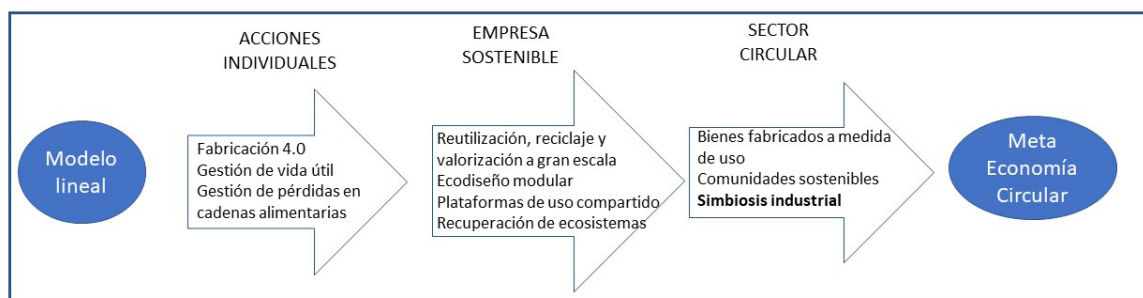 ACCIONES
INDIVIDUALES
EMPRESA
SOSTENIBLE
SECTOR
CIRCULAR
Modelo
lineal
Fabricación 4.0
Gestión de vida útil
Gestión de pérdidas en
cadenas alimentarias
Reutilización, reciclaje y
valorización a gran escala
Ecodiseño modular
Plataformas de uso compartido
Recuperación de ecosistemas
Bienes fabricados a medida
de uso
Comunidades sostenibles
Simbiosis industrial
Meta
Economía
Circular